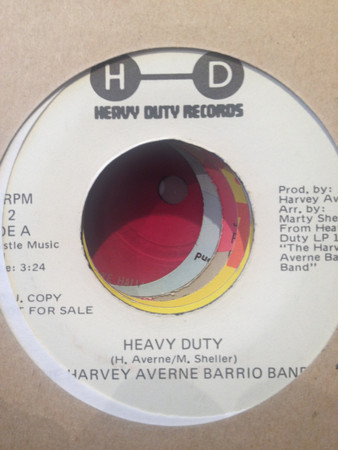 H D
HEAVY DUTY RECORDS
RPM
2
DE A
stle Music
e: 3:24
J. COPY
T FOR SALE
Prod. by:
Harvey Aver
Arr. by:
Marty She
From Hea
Duty LP 1
"The Harv
Averne Ba
Band"
HEAVY DUTY
(H. Averne/M. Sheller)
E HARVEY AVERNE BARRIO BAND